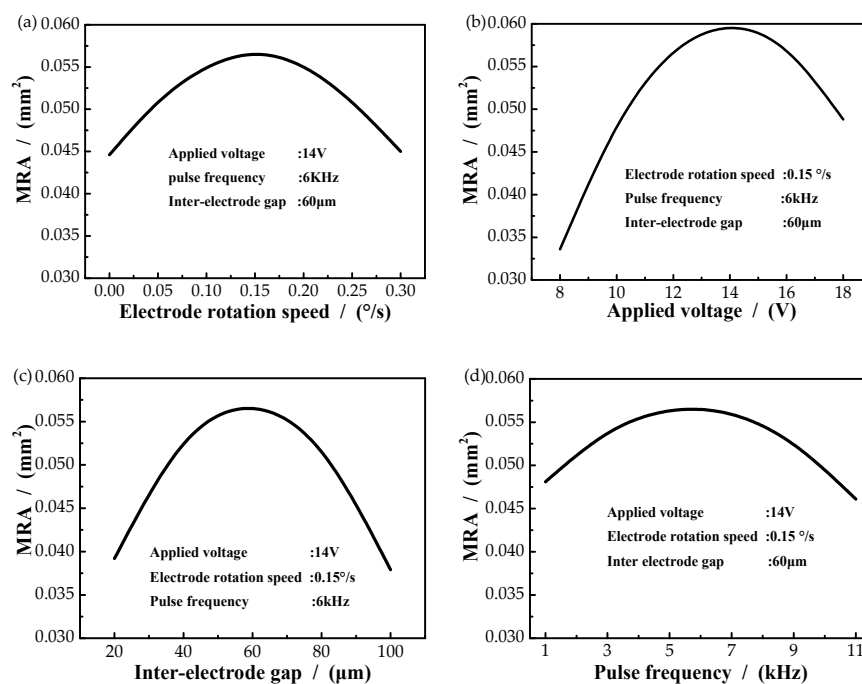 (a)
0.060
0.055
0.050
0.045
0.040
0.035
0.030
MRA / (mm²)
Applied voltage :14V
pulse frequency :6KHz
Inter-electrode gap :60μm
0.00 0.05 0.10 0.15 0.20 0.25 0.30
Electrode rotation speed / (°/s)
(b)
0.060
0.055
0.050
0.045
0.040
0.035
0.030
MRA / (mm²)
Electrode rotation speed :0.15 °/s
Pulse frequency :6kHz
Inter-electrode gap :60μm
8 10 12 14 16 18
Applied voltage / (V)
(c)
0.060
0.055
0.050
0.045
0.040
0.035
0.030
MRA / (mm²)
Applied voltage :14V
Electrode rotation speed :0.15°/s
Pulse frequency :6kHz
20 40 60 80 100
Inter-electrode gap / (μm)
(d)
0.060
0.055
0.050
0.045
0.040
0.035
0.030
MRA / (mm²)
Applied voltage :14V
Electrode rotation speed :0.15 °/s
Inter electrode gap :60μm
1 3 5 7 9 11
Pulse frequency / (kHz)